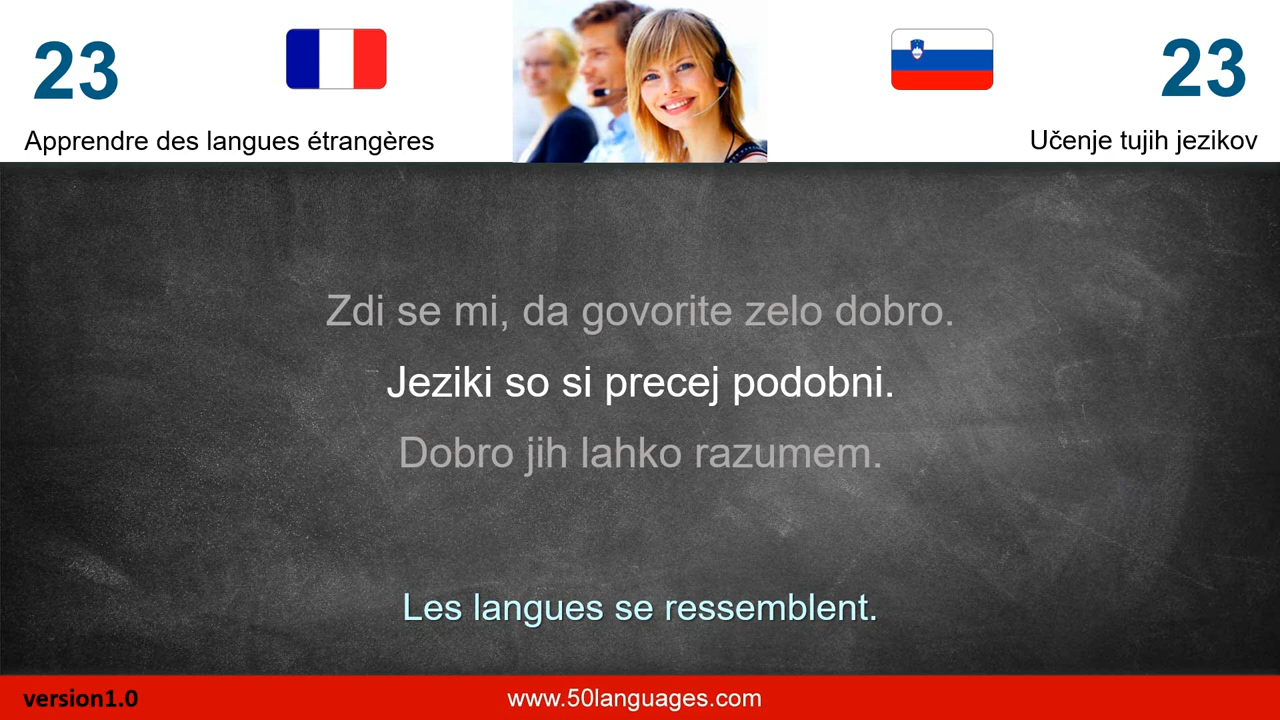 23
23
Apprendre des langues étrangères
Učenje tujih jezikov
Zdi se mi, da govorite zelo dobro.
Jeziki so si precej podobni.
Dobro jih lahko razumem.
Les langues se ressemblent.
version1.0
www.50languages.com